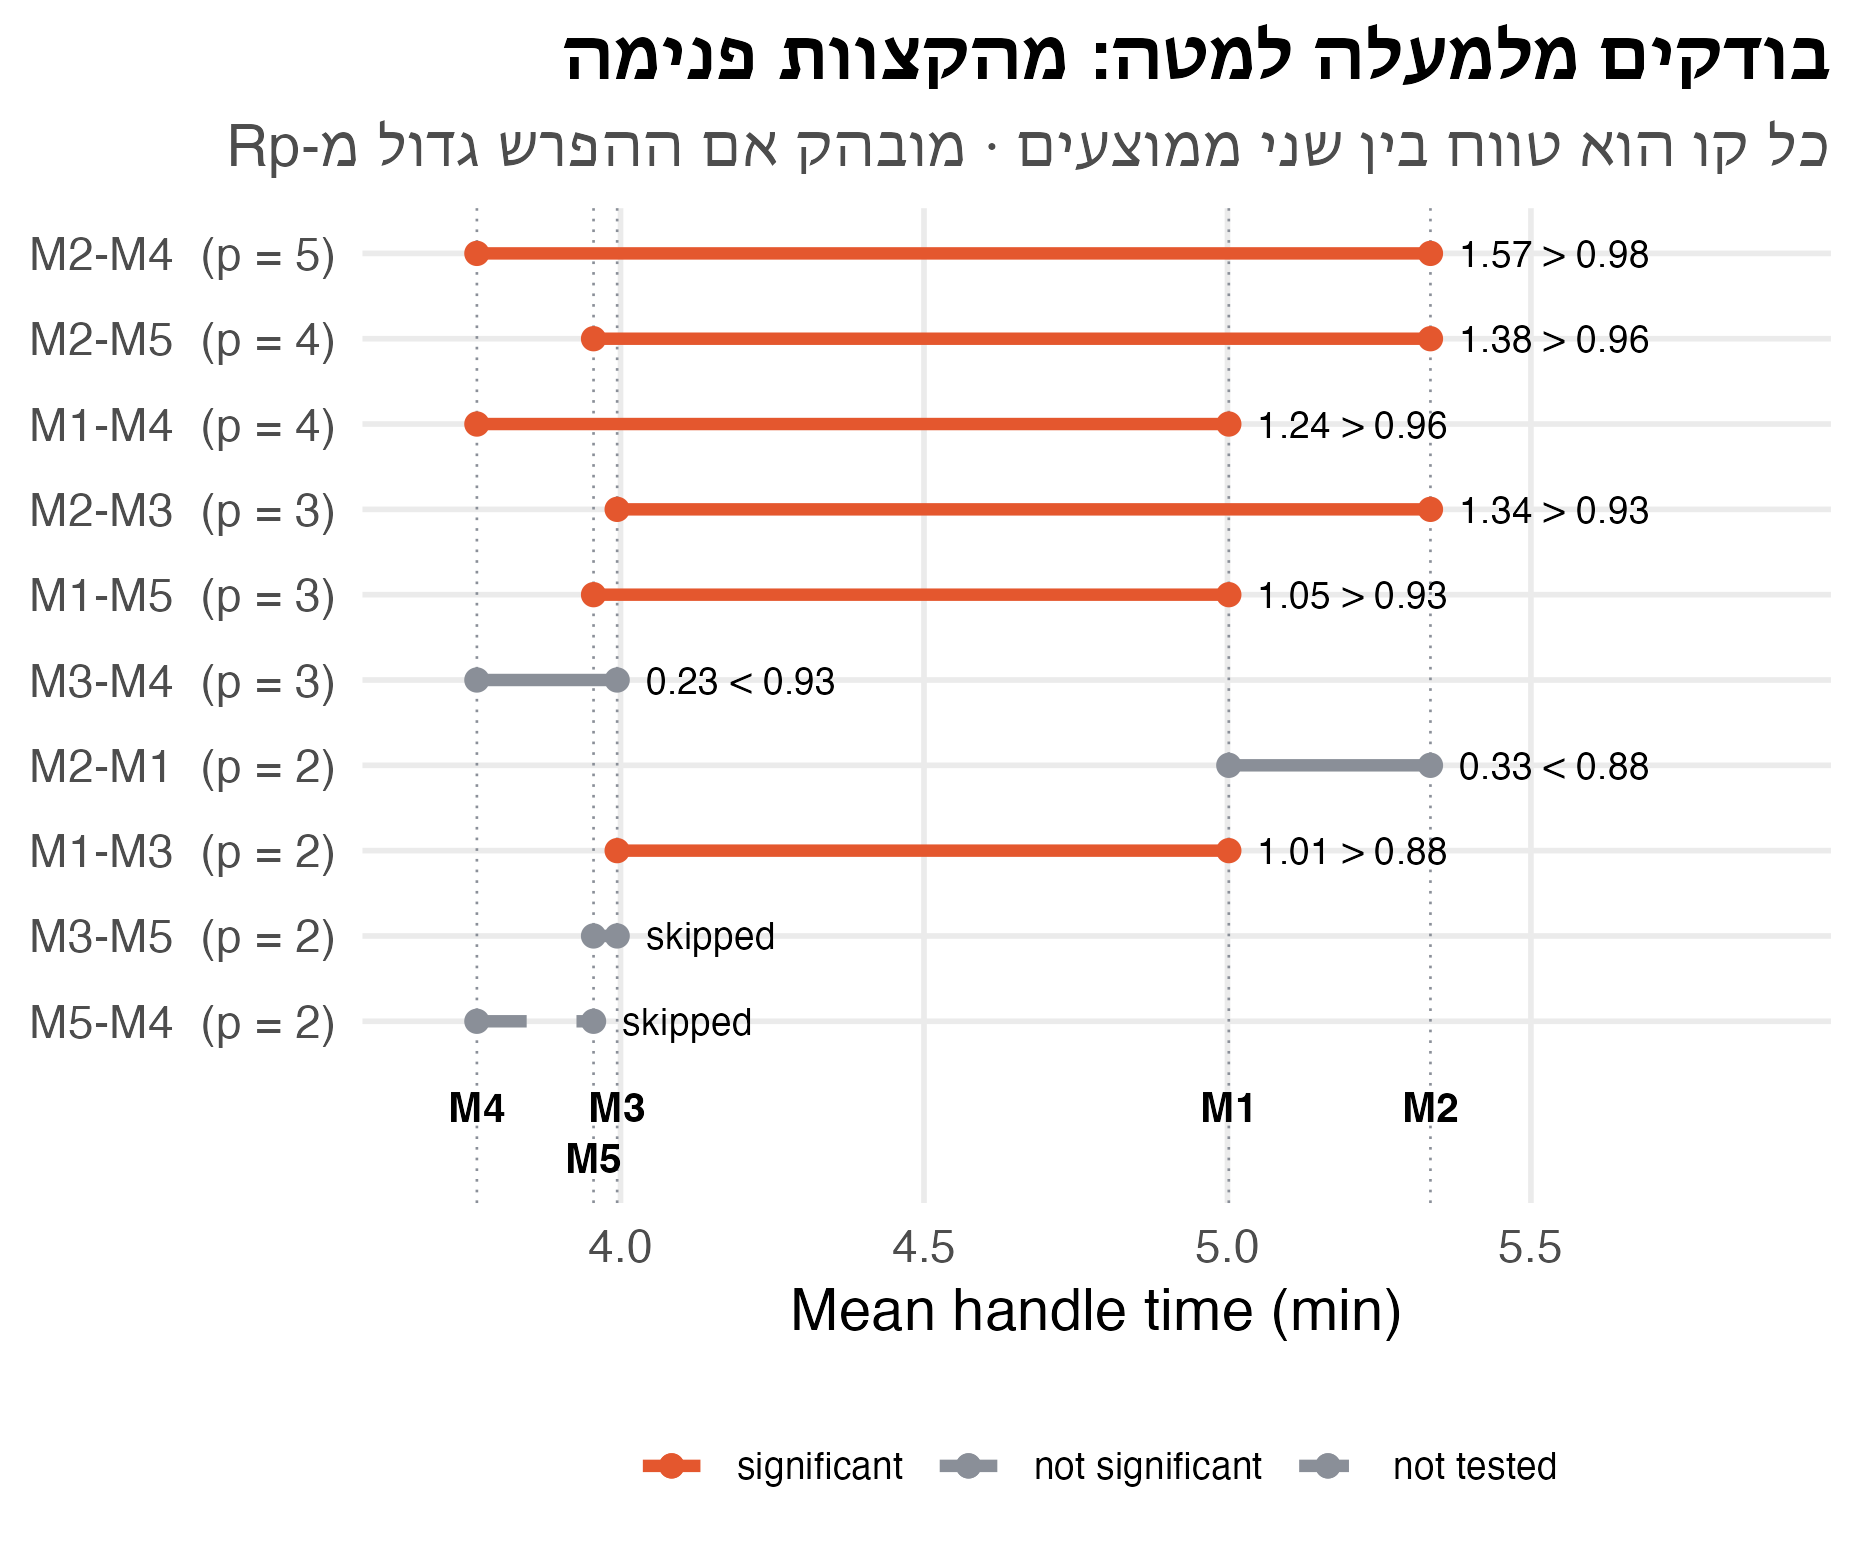 בודקים מלמעלה למטה: מהקצוות פנימה
כל קו הוא טווח בין שני ממוצעים · מובהק אם ההפרש גדול מ-Rp
M2-M4 (p = 5) 1.57 > 0.98
M2-M5 (p = 4) 1.38 > 0.96
M1-M4 (p = 4) 1.24 > 0.96
M2-M3 (p = 3) 1.34 > 0.93
M1-M5 (p = 3) 1.05 > 0.93
M3-M4 (p = 3) 0.23 < 0.93
M2-M1 (p = 2) 0.33 < 0.88
M1-M3 (p = 2) 1.01 > 0.88
M3-M5 (p = 2) skipped
M5-M4 (p = 2) skipped
M4 M3 M1 M2
M5
4.0 4.5 5.0 5.5
Mean handle time (min)
significant not significant not tested